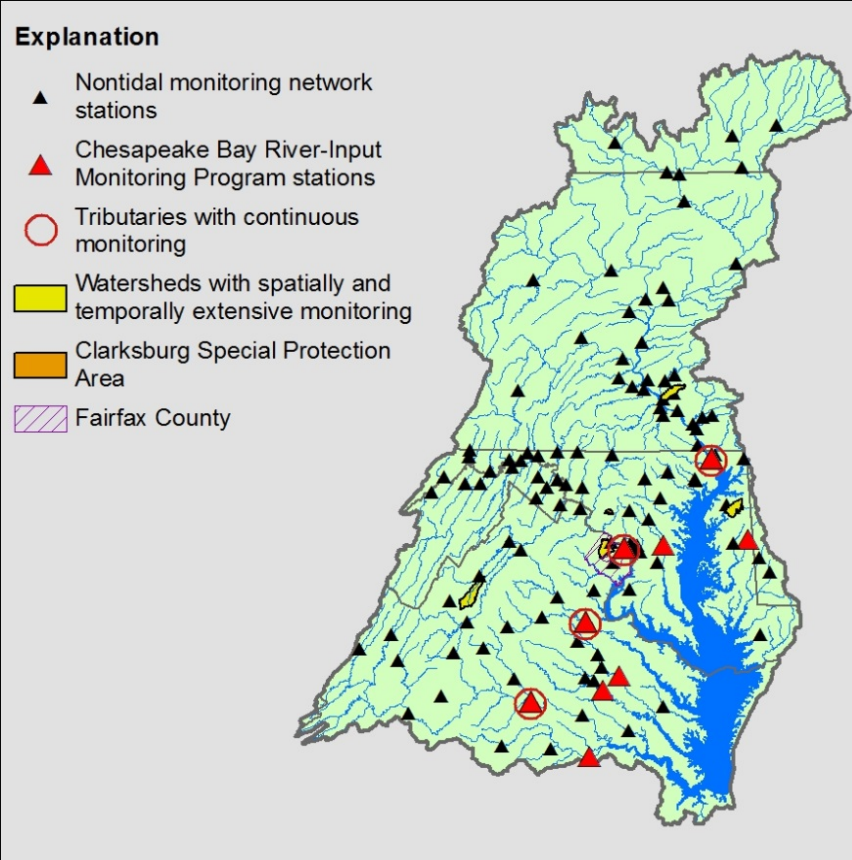 Explanation
Nontidal monitoring network
stations
Chesapeake Bay River-Input
Monitoring Program stations
Tributaries with continuous
monitoring
Watersheds with spatially and
temporally extensive monitoring
Clarksburg Special Protection
Area
Fairfax County